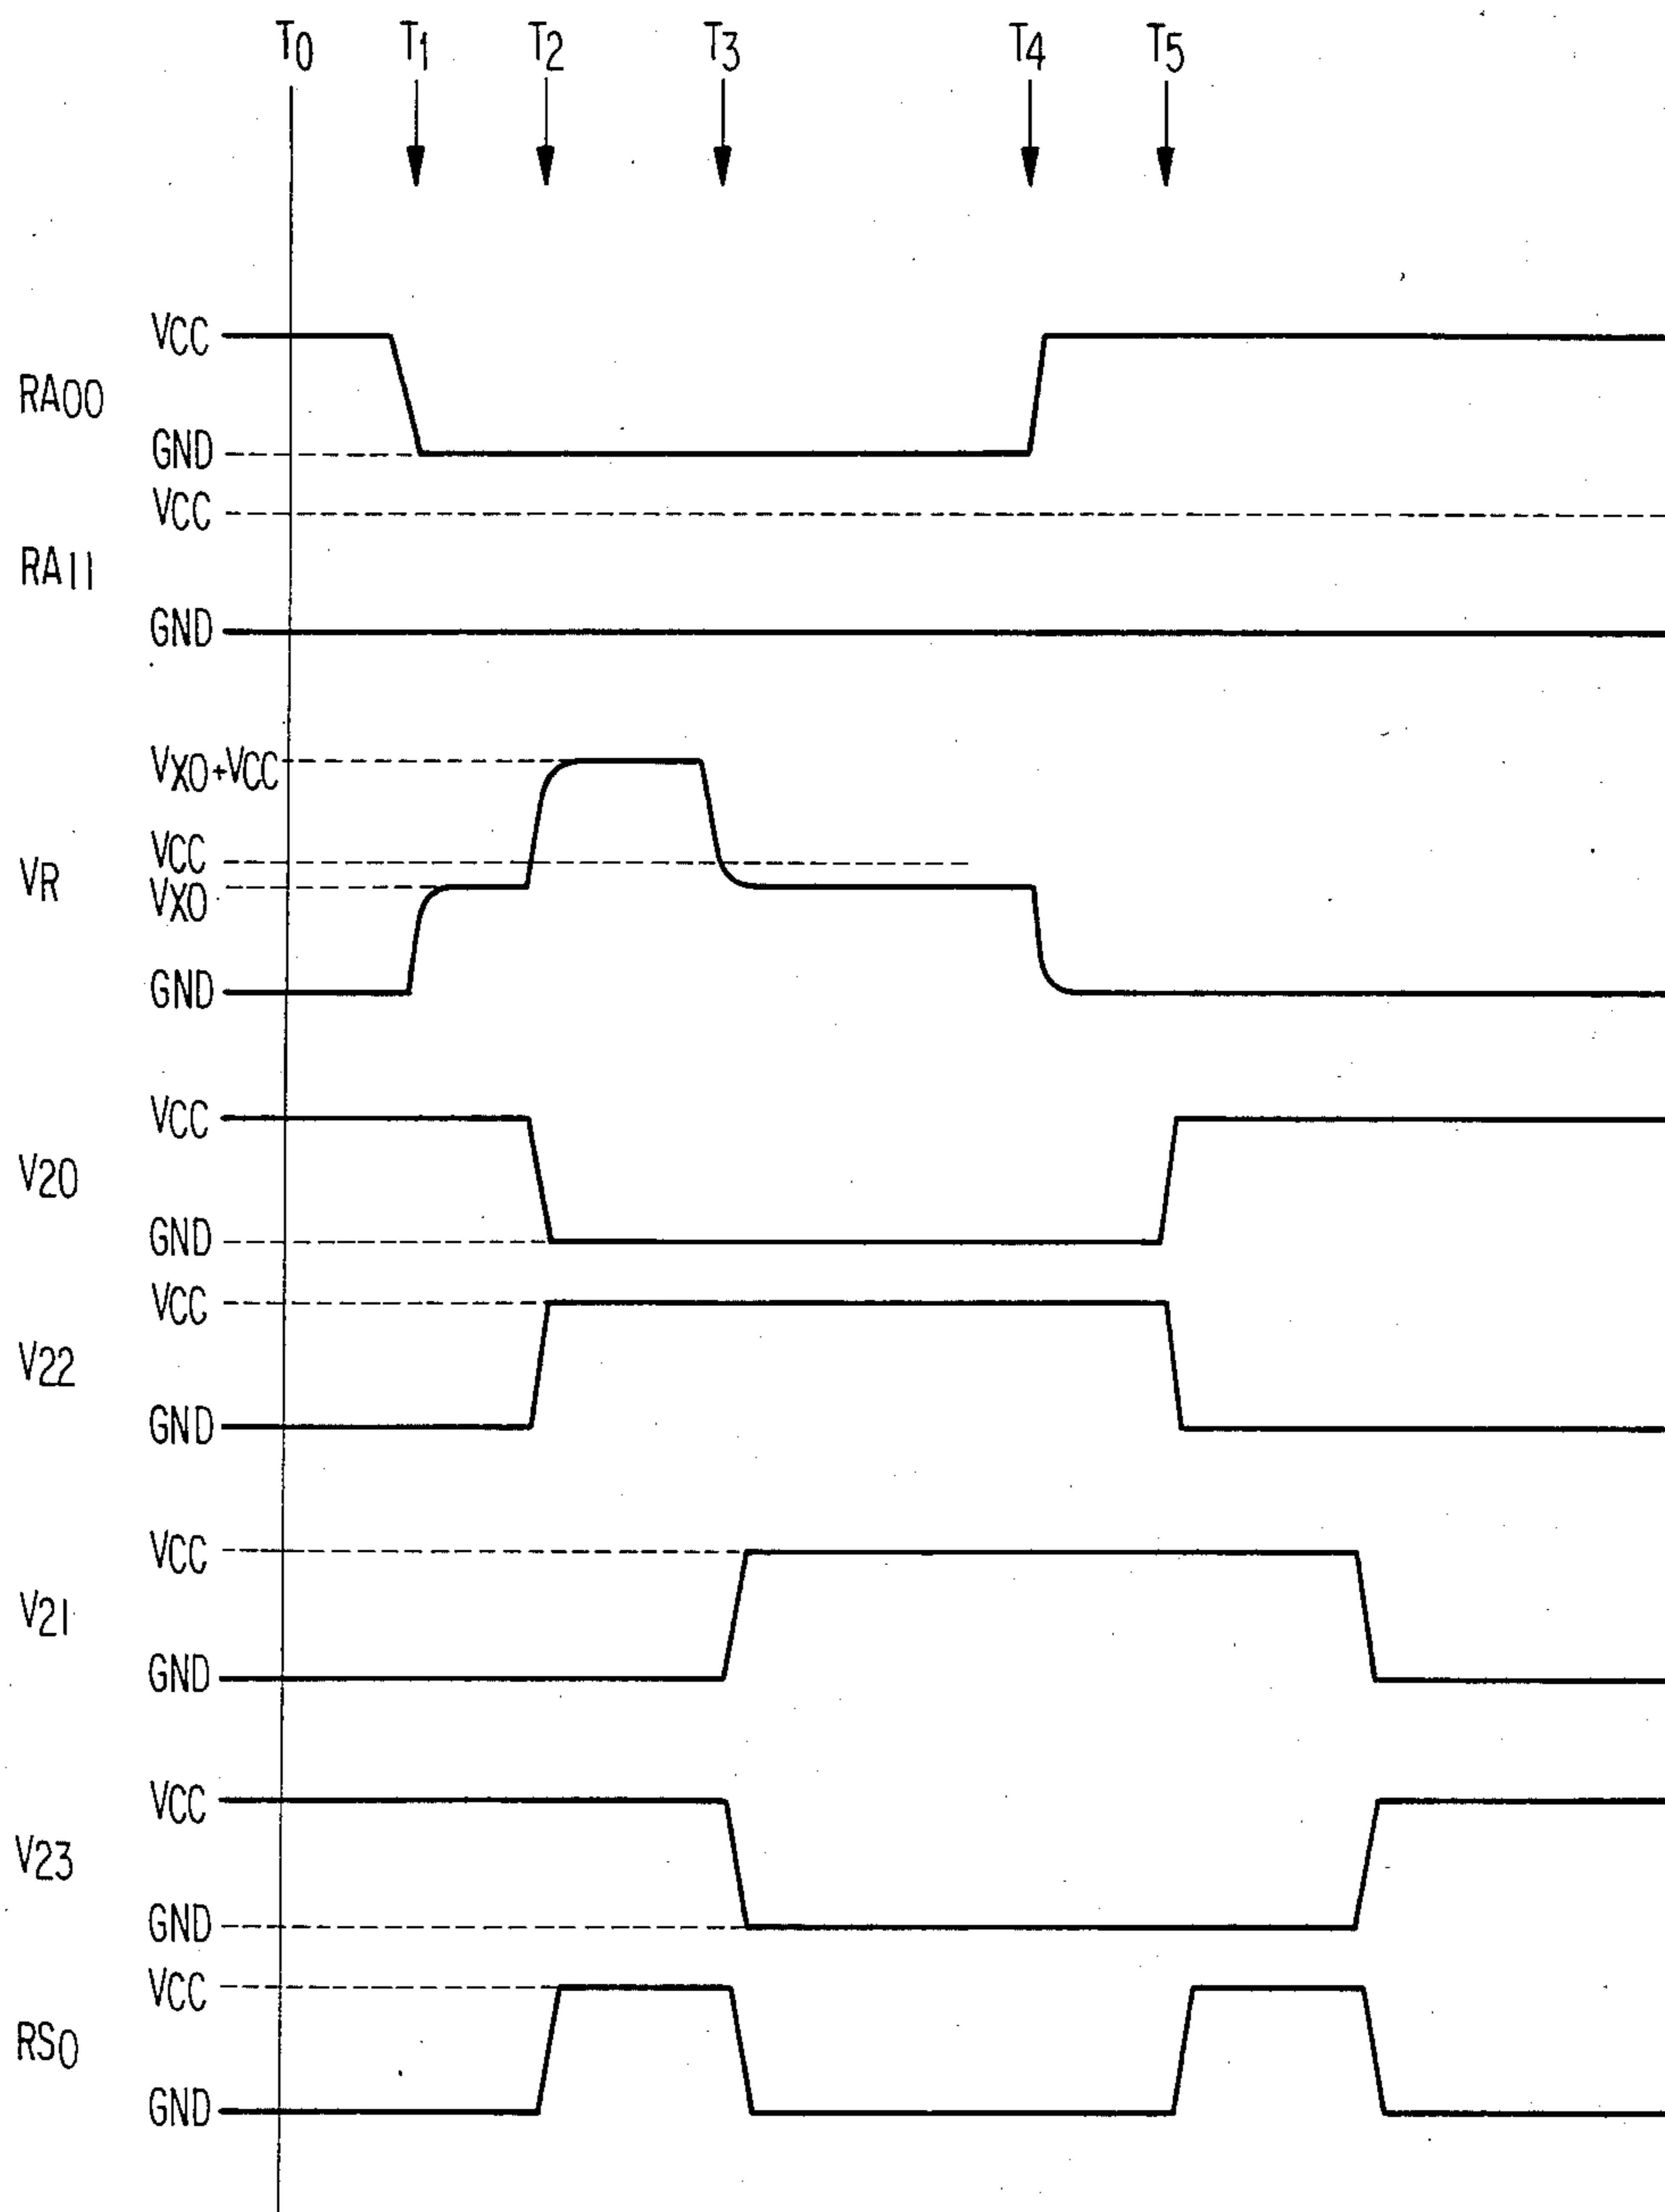 T0 T1 T2 T3 T4 T5
VCC
RA00
GND
VCC
RA11
GND
VX0+VCC
VCC
VR
VX0
GND
VCC
V20
GND
VCC
V22
GND
VCC
V21
GND
VCC
V23
GND
VCC
RS0
GND